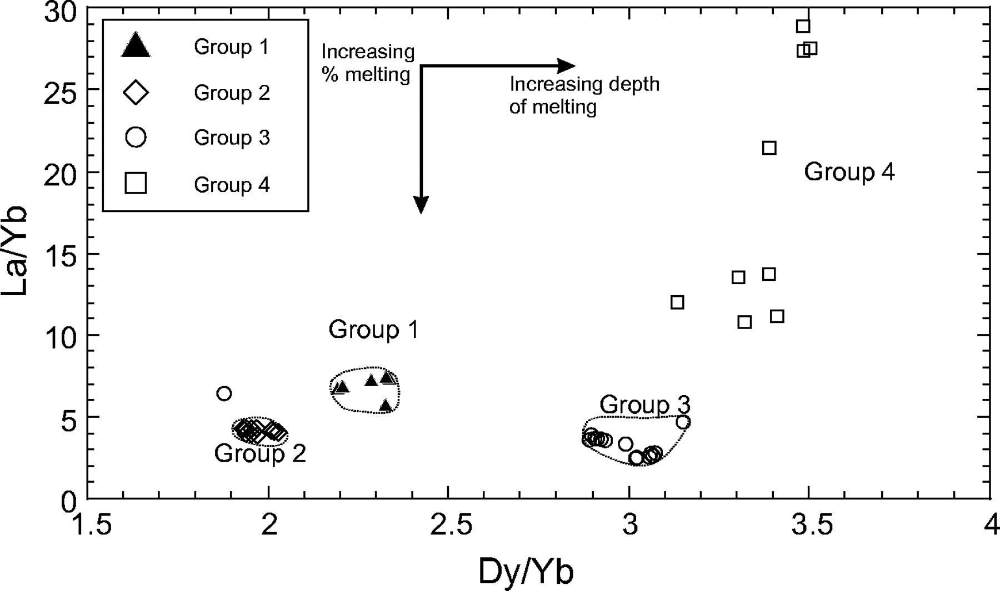 30
25
20
15
10
5
0
La/Yb
Group 1
Group 2
Group 3
Group 4
Increasing
% melting
Increasing depth
of melting
Group 4
Group 1
Group 3
Group 2
1.5
2
2.5
3
3.5
4
Dy/Yb